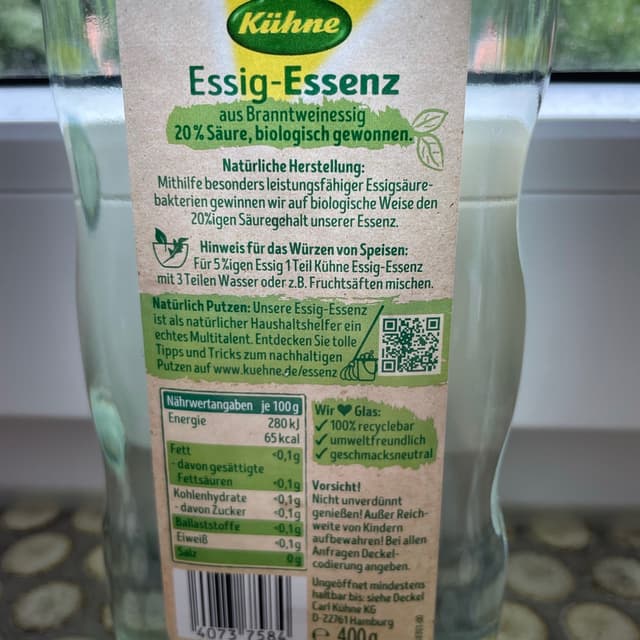 Kühne
Essig-Essenz
aus Branntweinessig
20% Säure, biologisch gewonnen.
Natürliche Herstellung:
Mithilfe besonders leistungsfähiger Essigsäure-
bakterien gewinnen wir auf biologische Weise den
20%igen Säuregehalt unserer Essenz.
Hinweis für das Würzen von Speisen:
Für 5%igen Essig 1 Teil Kühne Essig-Essenz
mit 3 Teilen Wasser oder z.B. Fruchtsäften mischen.
Natürlich Putzen: Unsere Essig-Essenz
ist als natürlicher Haushaltshelfer ein
echtes Multitalent. Entdecken Sie tolle
Tipps und Tricks zum nachhaltigen
Putzen auf www.kuehne.de/essenz
Nährwertangaben je 100g
Energie 280 kJ
65 kcal
Fett <0,1g
- davon gesättigte
Fettsäuren <0,1g
Kohlenhydrate <0,1g
- davon Zucker <0,1g
Ballaststoffe <0,1g
Eiweiß <0,1g
Salz 0g
Wir ♥ Glas:
✓ 100% recyclebar
✓ umweltfreundlich
✓ geschmacksneutral
Vorsicht!
Nicht unverdünnt
genießen! Außer Reich-
weite von Kindern
aufbewahren! Bei allen
Anfragen Deckel-
codierung angeben.
Ungeöffnet mindestens
haltbar bis: siehe Deckel
Carl Kühne KG
D-22761 Hamburg
℮ 400g
4073 7584